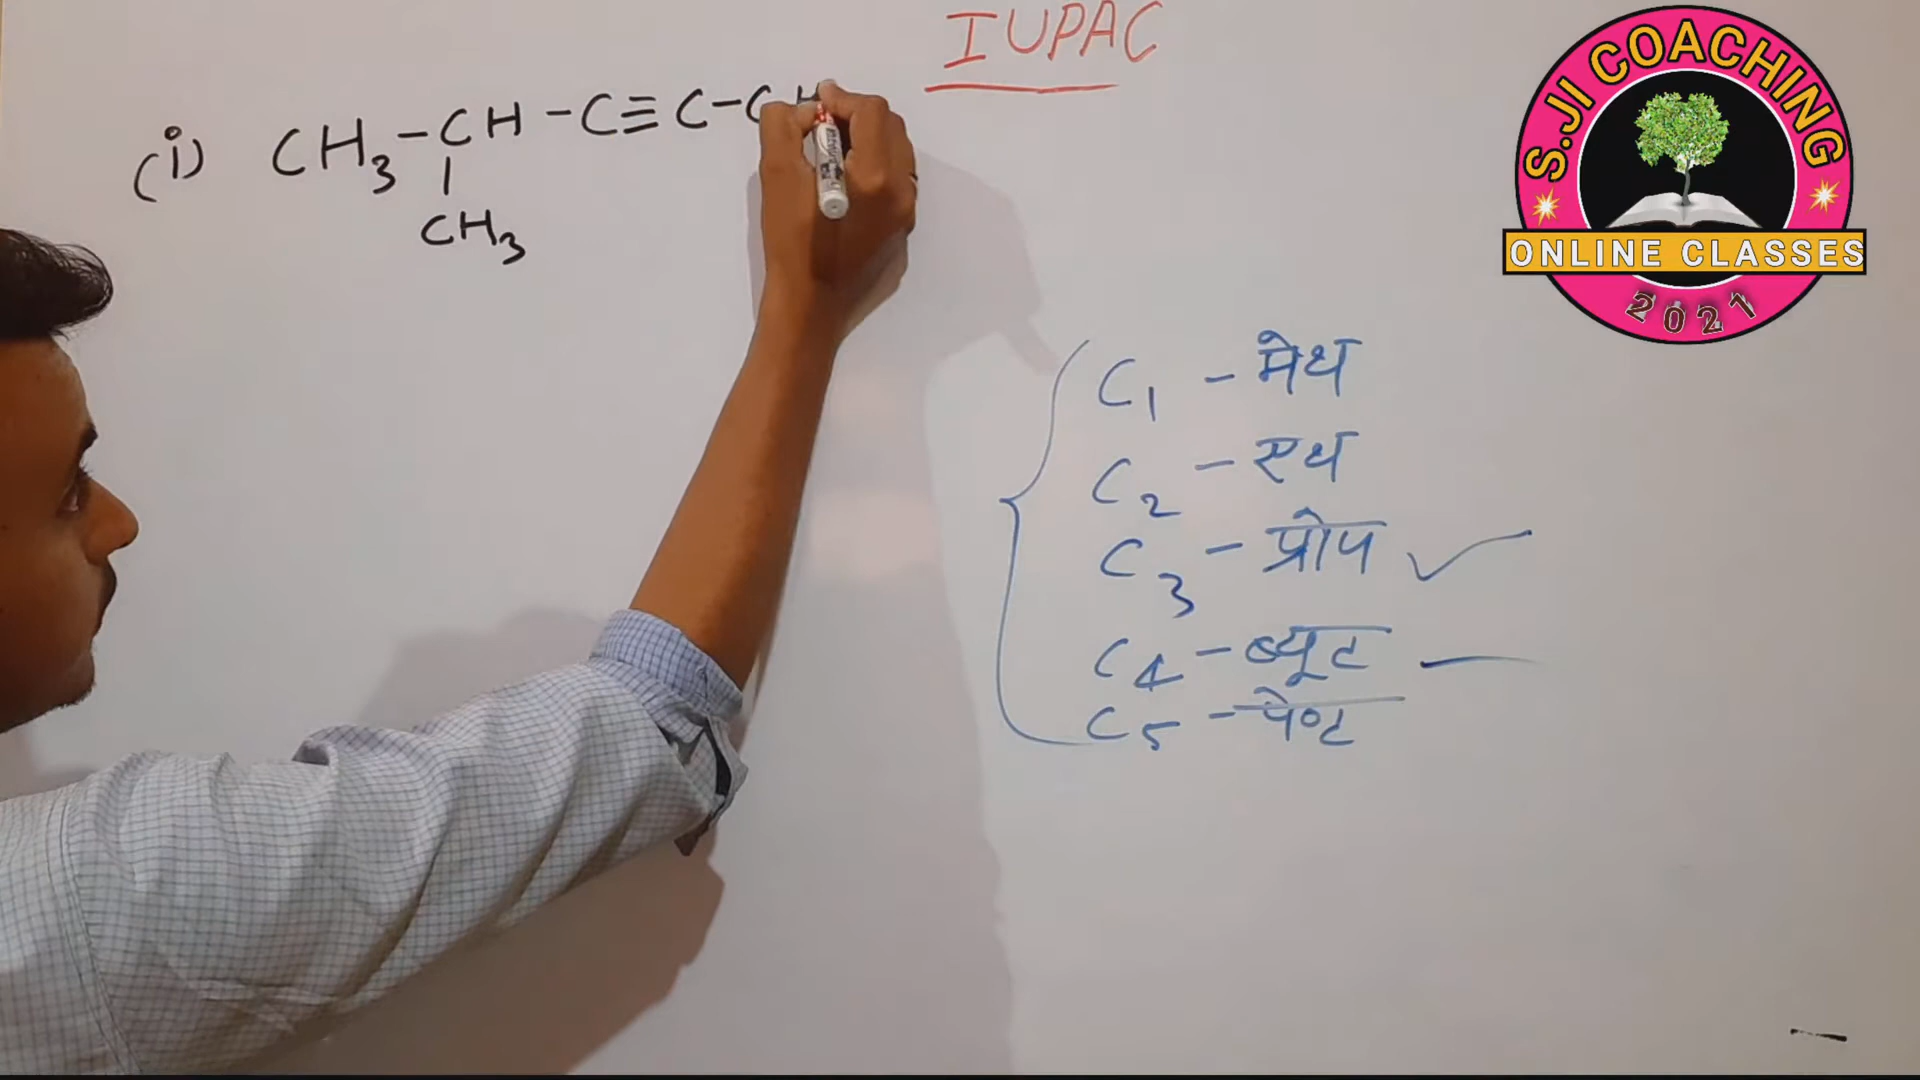 IUPAC
(i) CH₃-CH-C≡C-CH
CH₃
S.JI COACHING
ONLINE CLASSES
2021
C₁ - मेथ
C₂ - एथ
C₃ - प्रोप ✓
C₄ - ब्यूट —
C₅ - पेण्ट